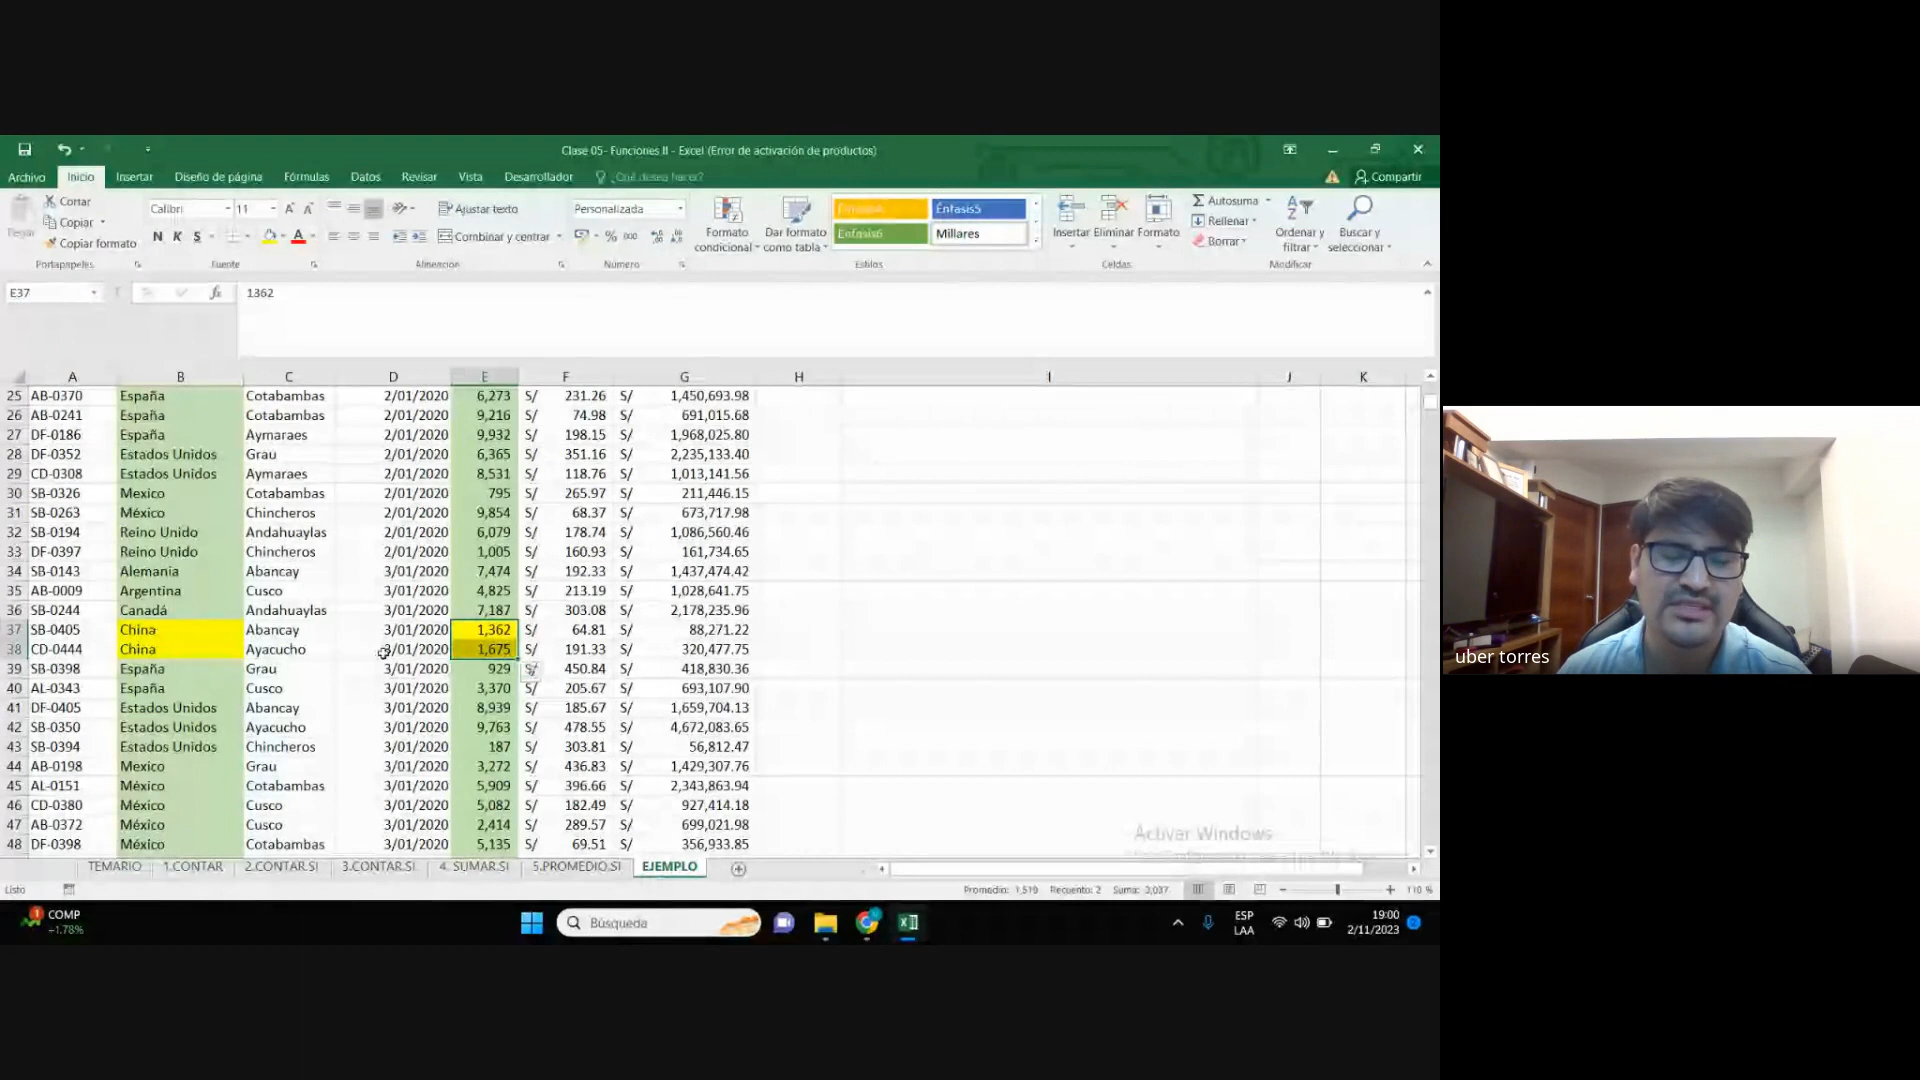 Clase 05- Funciones II - Excel (Error de activación de productos)
Archivo Inicio Insertar Diseño de página Fórmulas Datos Revisar Vista Desarrollador ¿Qué desea hacer? Compartir
Cortar
Copiar
Copiar formato
Pegar
Portapapeles
Calibri 11
N K S
Fuente
Ajustar texto
Combinar y centrar
Alineación
Personalizada
% 000
Número
Formato condicional
Dar formato como tabla
Énfasis5
Énfasis6 Millares
Estilos
Insertar Eliminar Formato
Celdas
Autosuma
Rellenar
Borrar
Ordenar y filtrar
Buscar y seleccionar
Modificar
E37 fx 1362
A B C D E F G H I J K
25 AB-0370 España Cotabambas 2/01/2020 6,273 S/ 231.26 S/ 1,450,693.98
26 AB-0241 España Cotabambas 2/01/2020 9,216 S/ 74.98 S/ 691,015.68
27 DF-0186 España Aymaraes 2/01/2020 9,932 S/ 198.15 S/ 1,968,025.80
28 DF-0352 Estados Unidos Grau 2/01/2020 6,365 S/ 351.16 S/ 2,235,133.40
29 CD-0308 Estados Unidos Aymaraes 2/01/2020 8,531 S/ 118.76 S/ 1,013,141.56
30 SB-0326 Mexico Cotabambas 2/01/2020 795 S/ 265.97 S/ 211,446.15
31 SB-0263 México Chincheros 2/01/2020 9,854 S/ 68.37 S/ 673,717.98
32 SB-0194 Reino Unido Andahuaylas 2/01/2020 6,079 S/ 178.74 S/ 1,086,560.46
33 DF-0397 Reino Unido Chincheros 2/01/2020 1,005 S/ 160.93 S/ 161,734.65
34 SB-0143 Alemania Abancay 3/01/2020 7,474 S/ 192.33 S/ 1,437,474.42
35 AB-0009 Argentina Cusco 3/01/2020 4,825 S/ 213.19 S/ 1,028,641.75
36 SB-0244 Canadá Andahuaylas 3/01/2020 7,187 S/ 303.08 S/ 2,178,235.96
37 SB-0405 China Abancay 3/01/2020 1,362 S/ 64.81 S/ 88,271.22
38 CD-0444 China Ayacucho 3/01/2020 1,675 S/ 191.33 S/ 320,477.75
39 SB-0398 España Grau 3/01/2020 929 S/ 450.84 S/ 418,830.36
40 AL-0343 España Cusco 3/01/2020 3,370 S/ 205.67 S/ 693,107.90
41 DF-0405 Estados Unidos Abancay 3/01/2020 8,939 S/ 185.67 S/ 1,659,704.13
42 SB-0350 Estados Unidos Ayacucho 3/01/2020 9,763 S/ 478.55 S/ 4,672,083.65
43 SB-0394 Estados Unidos Chincheros 3/01/2020 187 S/ 303.81 S/ 56,812.47
44 AB-0198 Mexico Grau 3/01/2020 3,272 S/ 436.83 S/ 1,429,307.76
45 AL-0151 México Cotabambas 3/01/2020 5,909 S/ 396.66 S/ 2,343,863.94
46 CD-0380 México Cusco 3/01/2020 5,082 S/ 182.49 S/ 927,414.18
47 AB-0372 México Cusco 3/01/2020 2,414 S/ 289.57 S/ 699,021.98
48 DF-0398 México Cotabambas 3/01/2020 5,135 S/ 69.51 S/ 356,933.85
Activar Windows
TEMARIO 1.CONTAR 2.CONTAR.SI 3.CONTAR.SI 4. SUMAR.SI 5.PROMEDIO.SI EJEMPLO
Listo Promedio: 1,519 Recuento: 2 Suma: 3,037 110 %
COMP
+1.78%
Búsqueda
ESP
LAA
19:00
2/11/2023
uber torres